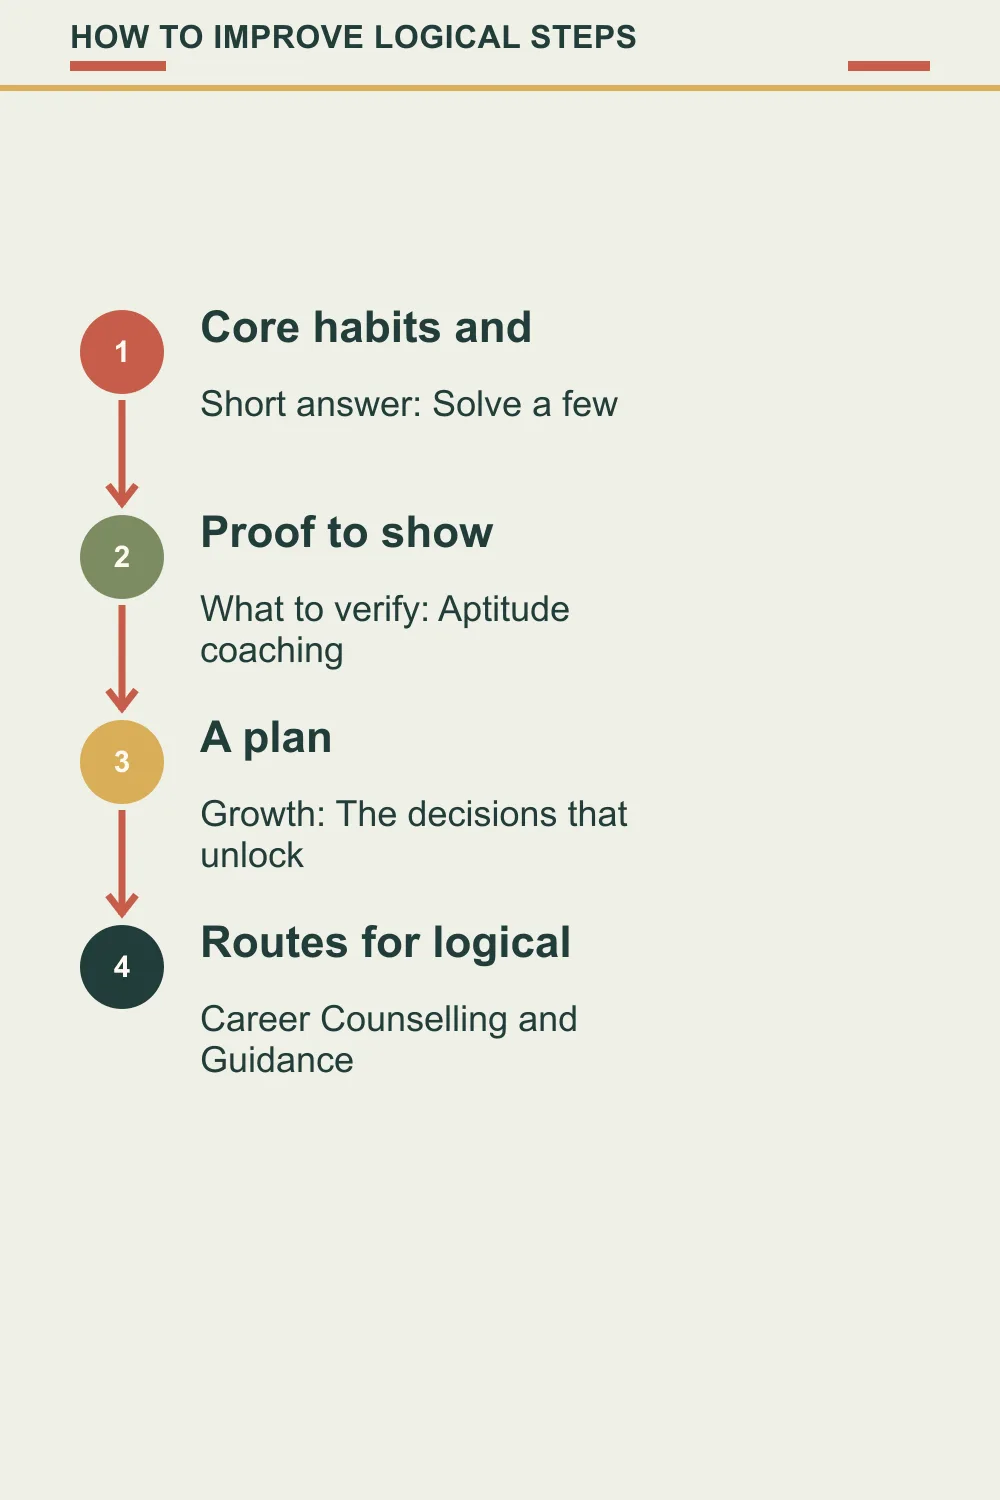 HOW TO IMPROVE LOGICAL STEPS
1
Core habits and
Short answer: Solve a few
2
Proof to show
What to verify: Aptitude
coaching
3
A plan
Growth: The decisions that
unlock
4
Routes for logical
Career Counselling and
Guidance